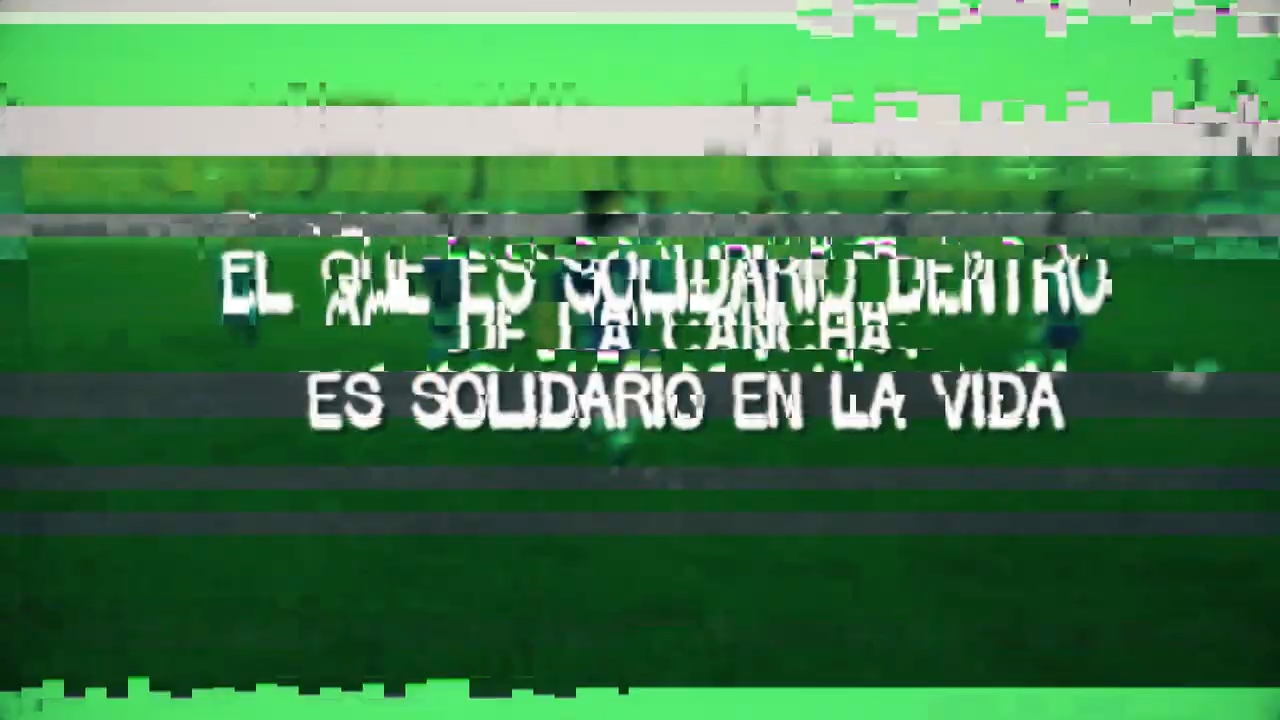 EL QUE ES SOLIDARIO DENTRO
DE LA CANCHA
ES SOLIDARIO EN LA VIDA